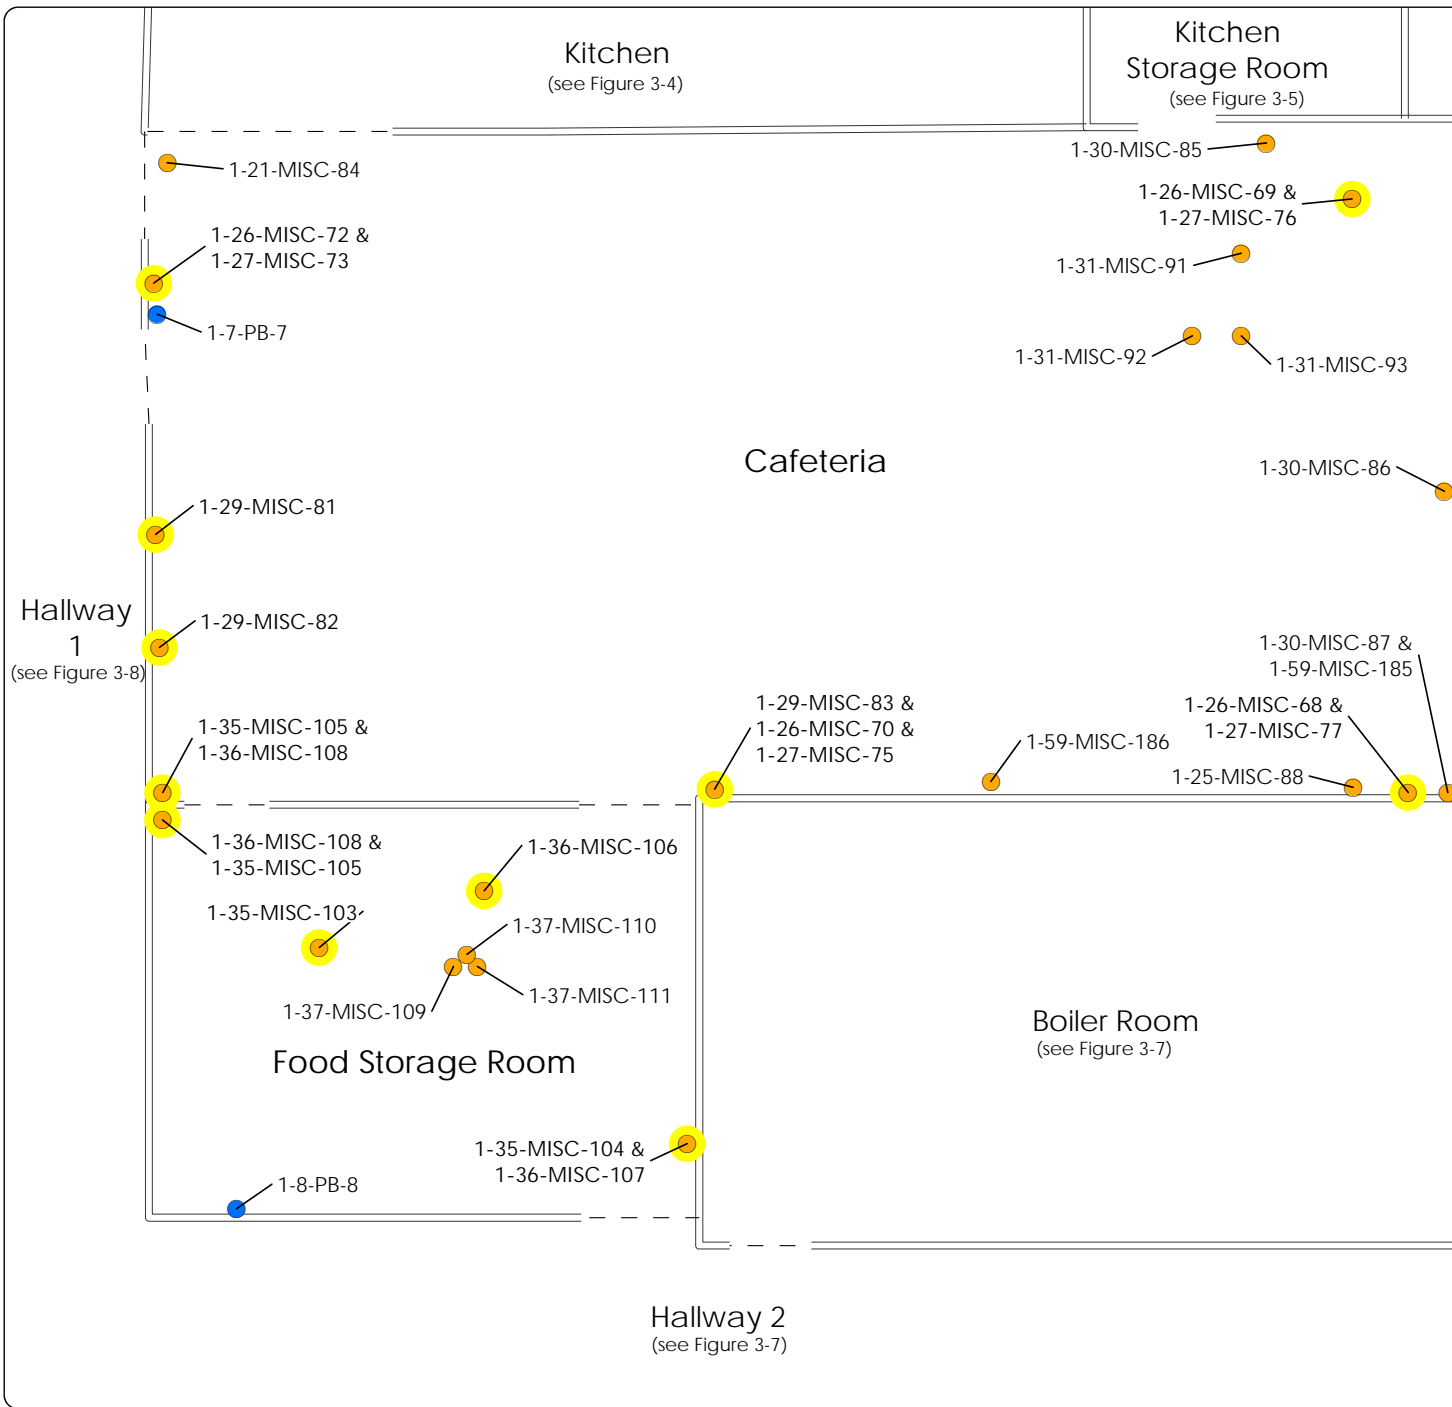 Kitchen
(see Figure 3-4)
Kitchen
Storage Room
(see Figure 3-5)
1-21-MISC-84
1-30-MISC-85
1-26-MISC-69 &
1-27-MISC-76
1-26-MISC-72 &
1-27-MISC-73
1-31-MISC-91
1-7-PB-7
1-31-MISC-92
1-31-MISC-93
Cafeteria
1-30-MISC-86
1-29-MISC-81
Hallway
1
(see Figure 3-8)
1-29-MISC-82
1-30-MISC-87 &
1-59-MISC-185
1-35-MISC-105 &
1-36-MISC-108
1-29-MISC-83 &
1-26-MISC-70 &
1-27-MISC-75
1-59-MISC-186
1-26-MISC-68 &
1-27-MISC-77
1-25-MISC-88
1-36-MISC-108 &
1-35-MISC-105
1-36-MISC-106
1-35-MISC-103
1-37-MISC-110
1-37-MISC-111
1-37-MISC-109
Food Storage Room
Boiler Room
(see Figure 3-7)
1-35-MISC-104 &
1-36-MISC-107
1-8-PB-8
Hallway 2
(see Figure 3-7)